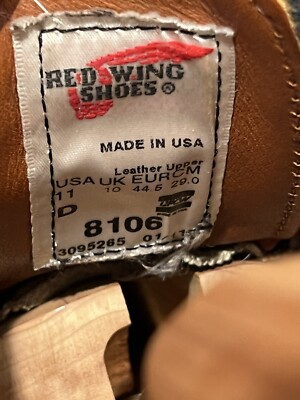 RED WING
SHOES®
MADE IN USA
Leather Upper
USA UK EUR CM
11 10 44.5 29.0
D
8106
3095265 01